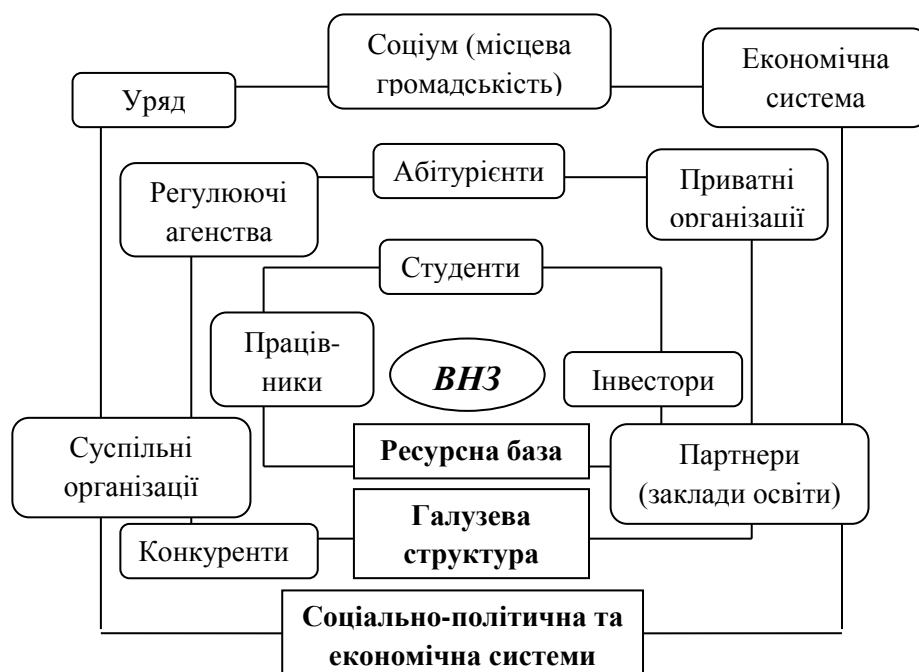 Соціум (місцева
громадськість)
Уряд
Економічна
система
Абітурієнти
Регулюючі
агенства
Приватні
організації
Студенти
Праців-
ники
ВНЗ
Інвестори
Суспільні
організації
Ресурсна база
Партнери
(заклади освіти)
Галузева
структура
Конкуренти
Соціально-політична та
економічна системи